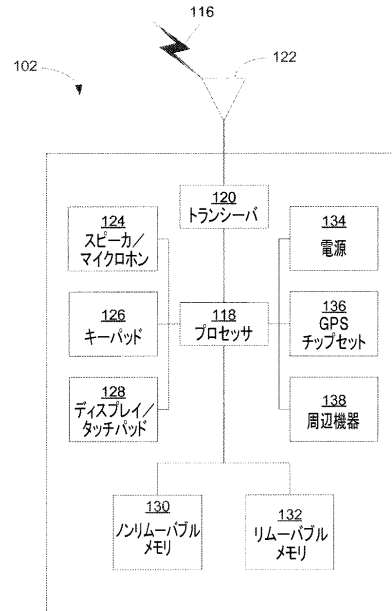 116
122
102
120
トランシーバ
124
スピーカ／
マイクロホン
134
電源
126
キーパッド
118
プロセッサ
136
GPS
チップセット
128
ディスプレイ／
タッチパッド
138
周辺機器
130
ノンリムーバブル
メモリ
132
リムーバブル
メモリ